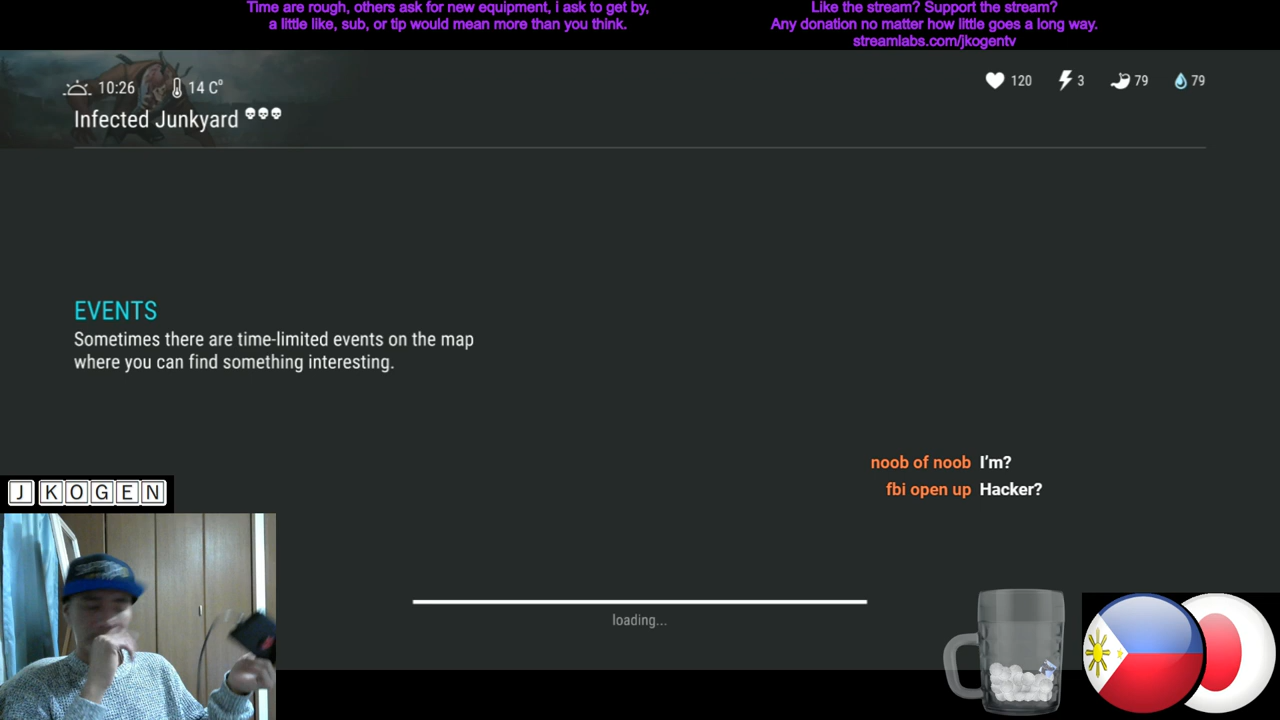 Time are rough, others ask for new equipment, i ask to get by,
a little like, sub, or tip would mean more than you think.
Like the stream? Support the stream?
Any donation no matter how little goes a long way.
streamlabs.com/jkogentv
10:26 14 C°
120 3 79 79
Infected Junkyard
EVENTS
Sometimes there are time-limited events on the map
where you can find something interesting.
noob of noob I'm?
fbi open up Hacker?
J KOGEN
loading...